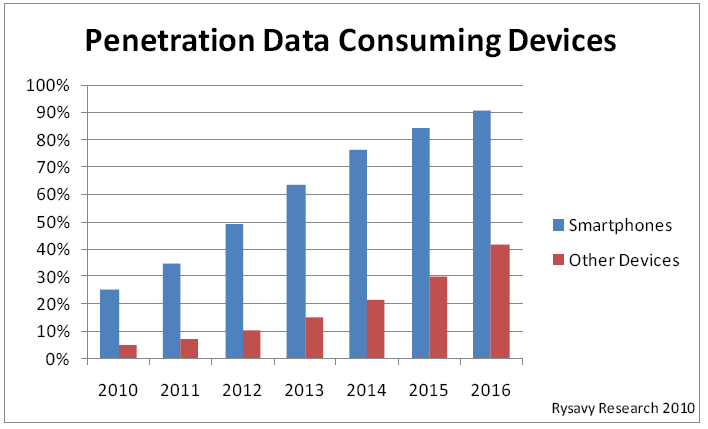 Penetration Data Consuming Devices
100%
90%
80%
70%
60%
50%
40%
30%
20%
10%
0%
2010 2011 2012 2013 2014 2015 2016
Smartphones
Other Devices
Rysavy Research 2010